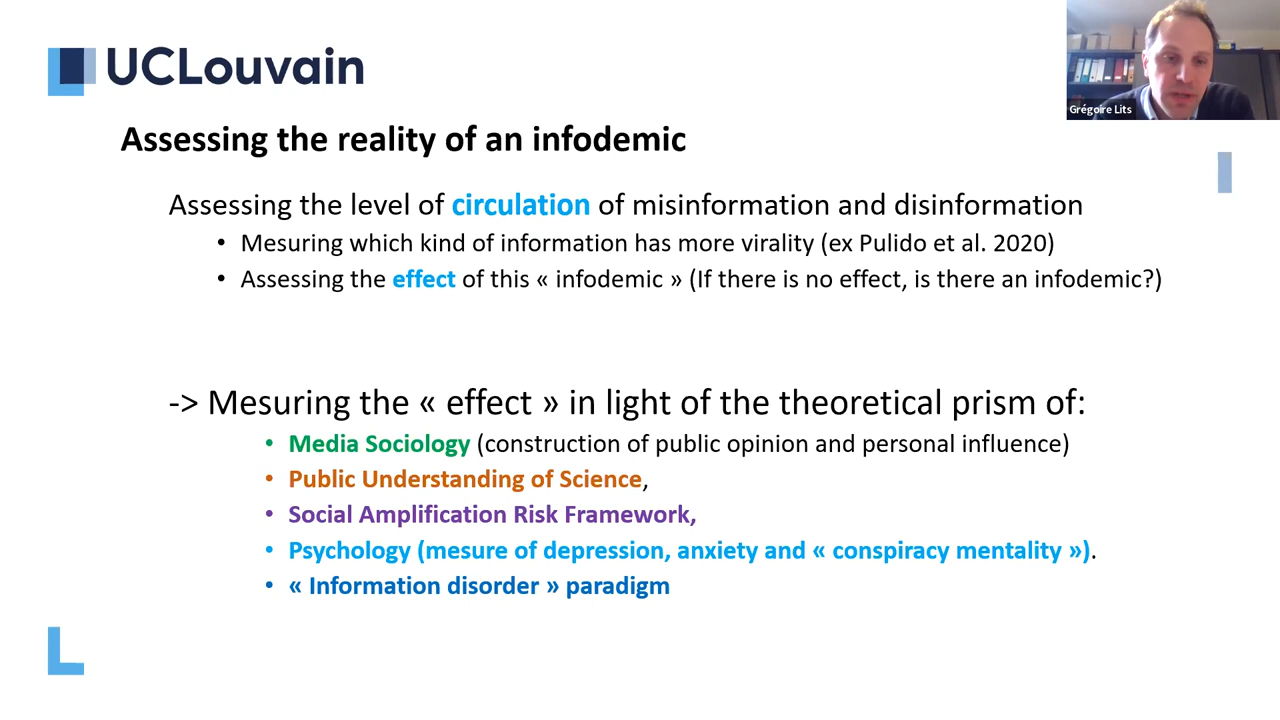 UCLouvain
Grégoire Lits
Assessing the reality of an infodemic
Assessing the level of circulation of misinformation and disinformation
• Mesuring which kind of information has more virality (ex Pulido et al. 2020)
• Assessing the effect of this « infodemic » (If there is no effect, is there an infodemic?)
-> Mesuring the « effect » in light of the theoretical prism of:
• Media Sociology (construction of public opinion and personal influence)
• Public Understanding of Science,
• Social Amplification Risk Framework,
• Psychology (mesure of depression, anxiety and « conspiracy mentality »).
• « Information disorder » paradigm